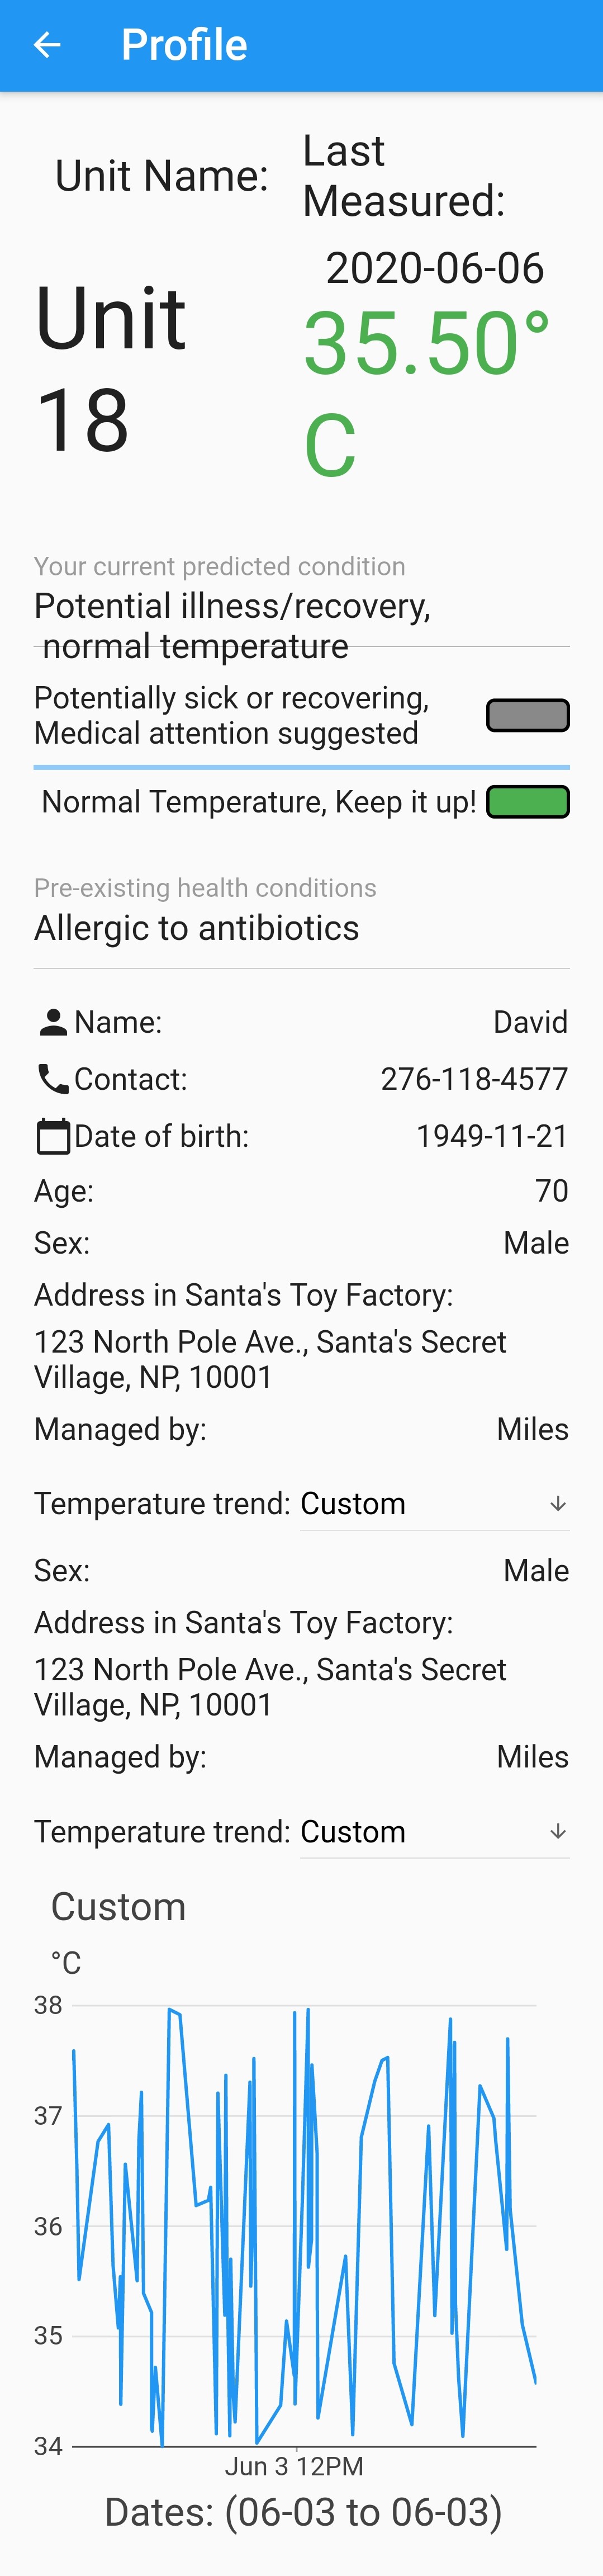 Profile
Unit Name:
Last
Measured:
2020-06-06
Unit
18
35.50°
C
Your current predicted condition
Potential illness/recovery,
normal temperature
Potentially sick or recovering,
Medical attention suggested
Normal Temperature, Keep it up!
Pre-existing health conditions
Allergic to antibiotics
Name: David
Contact: 276-118-4577
Date of birth: 1949-11-21
Age: 70
Sex: Male
Address in Santa's Toy Factory:
123 North Pole Ave., Santa's Secret
Village, NP, 10001
Managed by: Miles
Temperature trend: Custom
Sex: Male
Address in Santa's Toy Factory:
123 North Pole Ave., Santa's Secret
Village, NP, 10001
Managed by: Miles
Temperature trend: Custom
Custom
°C
38
37
36
35
34
Jun 3 12PM
Dates: (06-03 to 06-03)